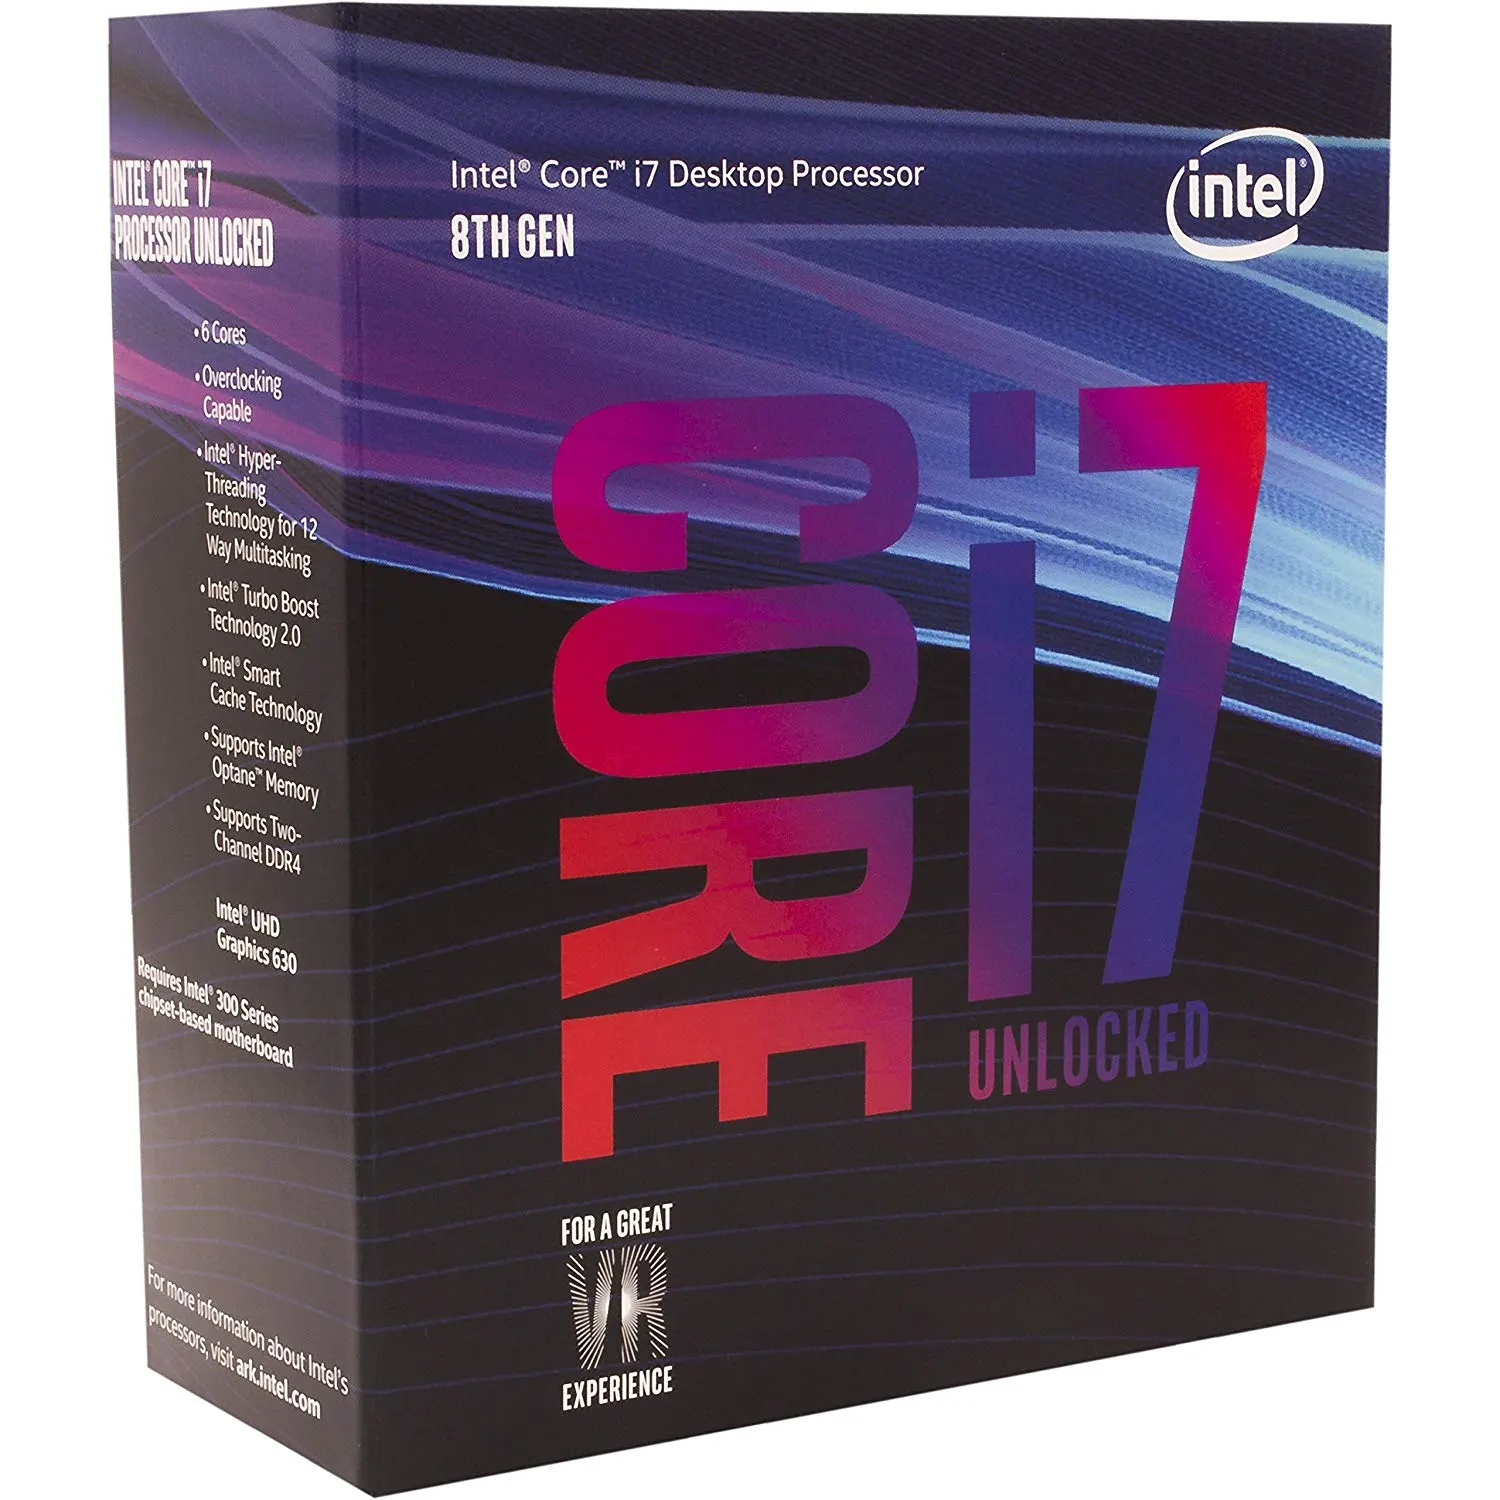 INTEL® CORE™ i7
PROCESSOR UNLOCKED
• 6 Cores
• Overclocking
Capable
• Intel® Hyper-
Threading
Technology for 12
Way Multitasking
• Intel® Turbo Boost
Technology 2.0
• Intel® Smart
Cache Technology
• Supports Intel®
Optane™ Memory
• Supports Two-
Channel DDR4
Intel® UHD
Graphics 630
Requires Intel® 300 Series
chipset-based motherboard
For more information about Intel's
processors, visit ark.intel.com
Intel® Core™ i7 Desktop Processor
8TH GEN
intel®
CORE
i7
UNLOCKED
FOR A GREAT
VR
EXPERIENCE